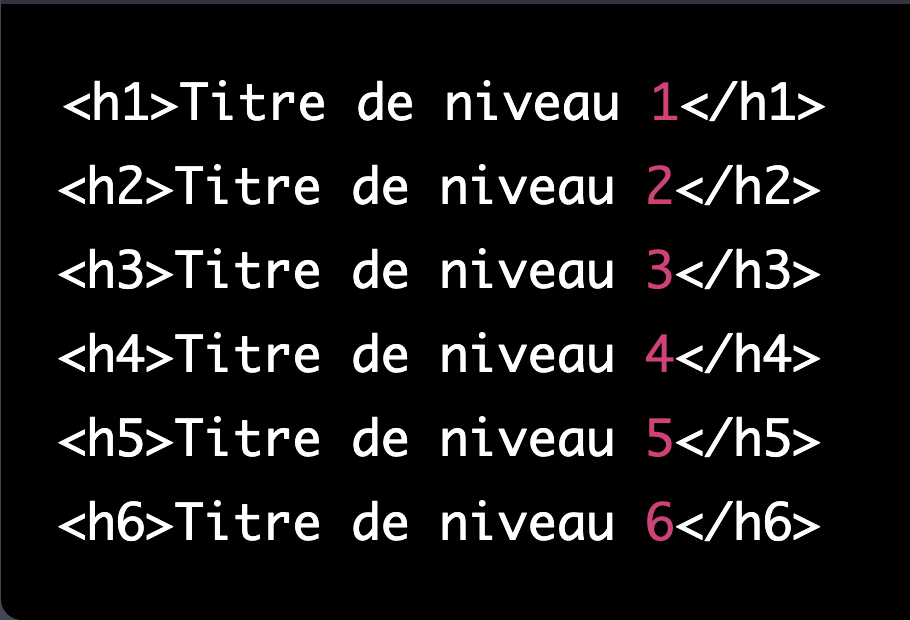 <h1>Titre de niveau 1</h1>
<h2>Titre de niveau 2</h2>
<h3>Titre de niveau 3</h3>
<h4>Titre de niveau 4</h4>
<h5>Titre de niveau 5</h5>
<h6>Titre de niveau 6</h6>